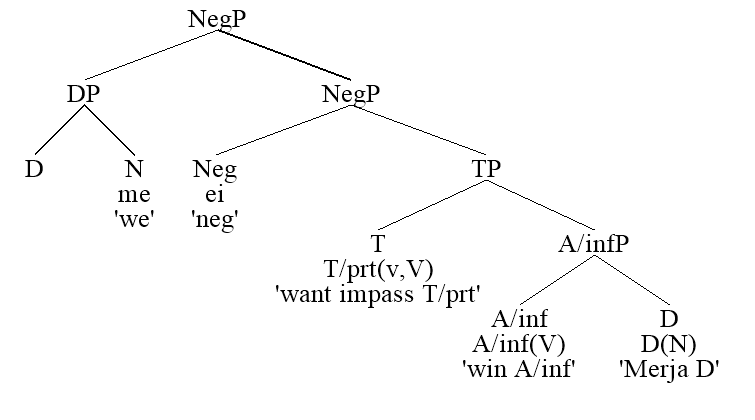 NegP
DP NegP
D N Neg TP
me ei
'we' 'neg'
T A/infP
T/prt(v,V)
'want impass T/prt'
A/inf D
A/inf(V) D(N)
'win A/inf' 'Merja D'